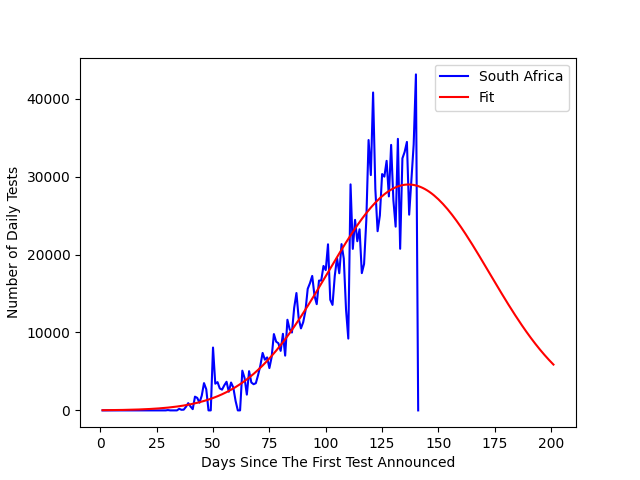 South Africa
Fit
40000
30000
20000
10000
0
Number of Daily Tests
0 25 50 75 100 125 150 175 200
Days Since The First Test Announced